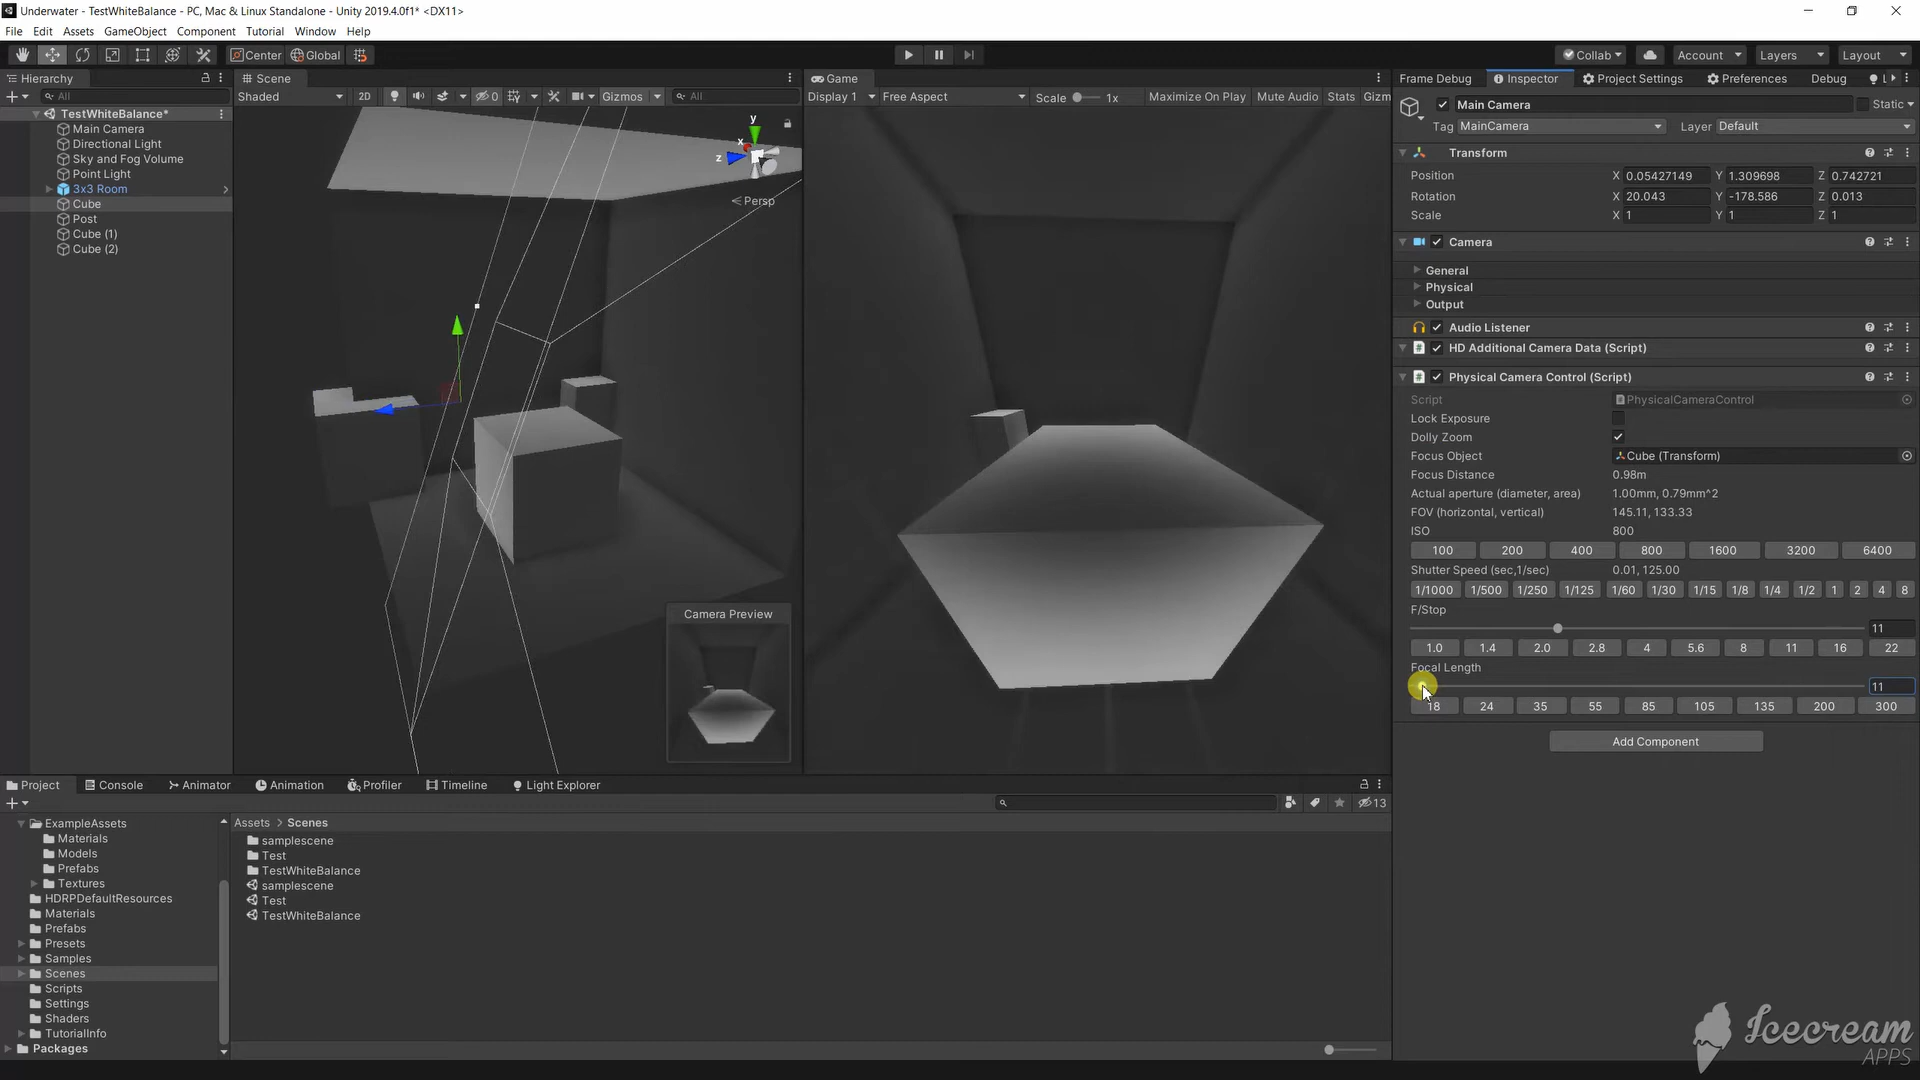 Underwater - TestWhiteBalance - PC, Mac & Linux Standalone - Unity 2019.4.0f1* <DX11>
File Edit Assets GameObject Component Tutorial Window Help
Center Global Collab Account Layers Layout
Hierarchy
All
TestWhiteBalance*
Main Camera
Directional Light
Sky and Fog Volume
Point Light
3x3 Room
Cube
Post
Cube (1)
Cube (2)
Scene
Shaded 2D 0 Gizmos All
y
x
z
Persp
Camera Preview
Game
Display 1 Free Aspect Scale 1x Maximize On Play Mute Audio Stats Gizm
Frame Debug Inspector Project Settings Preferences Debug
Main Camera Static
Tag MainCamera Layer Default
Transform
Position X 0.05427149 Y 1.309698 Z 0.742721
Rotation X 20.043 Y -178.586 Z 0.013
Scale X 1 Y 1 Z 1
Camera
General
Physical
Output
Audio Listener
HD Additional Camera Data (Script)
Physical Camera Control (Script)
Script PhysicalCameraControl
Lock Exposure
Dolly Zoom
Focus Object Cube (Transform)
Focus Distance 0.98m
Actual aperture (diameter, area) 1.00mm, 0.79mm^2
FOV (horizontal, vertical) 145.11, 133.33
ISO 800
100 200 400 800 1600 3200 6400
Shutter Speed (sec,1/sec) 0.01, 125.00
1/1000 1/500 1/250 1/125 1/60 1/30 1/15 1/8 1/4 1/2 1 2 4 8
F/Stop
11
1.0 1.4 2.0 2.8 4 5.6 8 11 16 22
Focal Length
11
18 24 35 55 85 105 135 200 300
Add Component
Project Console Animator Animation Profiler Timeline Light Explorer
13
ExampleAssets
Materials
Models
Prefabs
Textures
HDRPDefaultResources
Materials
Prefabs
Presets
Samples
Scenes
Scripts
Settings
Shaders
TutorialInfo
Packages
Assets > Scenes
samplescene
Test
TestWhiteBalance
samplescene
Test
TestWhiteBalance
Icecream
APPS